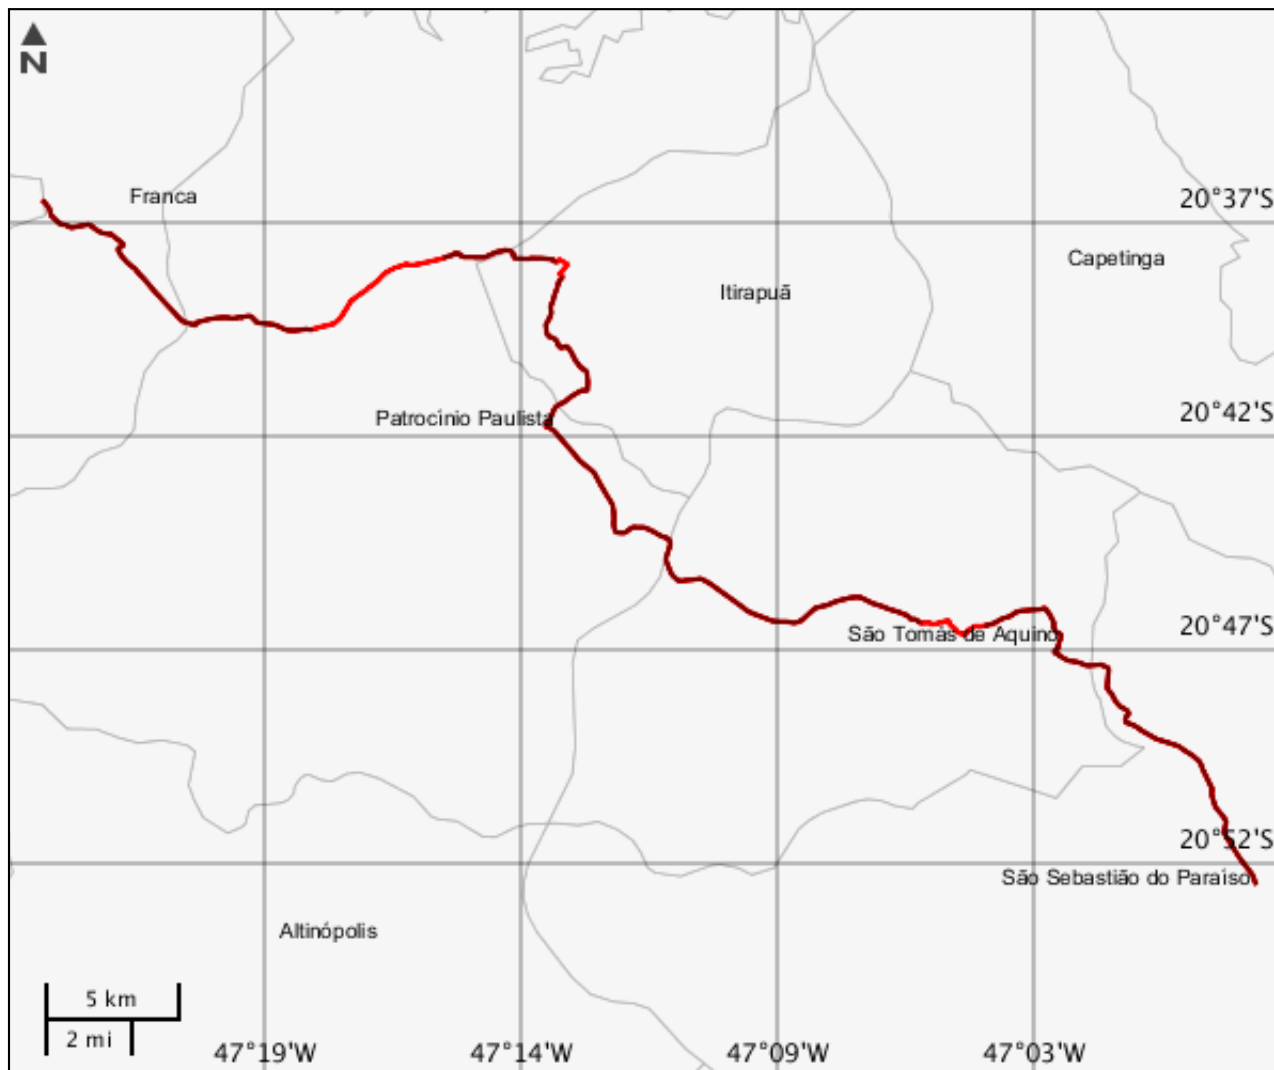 N
Franca
20°37'S
Capetinga
Itirapuã
Patrocínio Paulista
20°42'S
20°47'S
São Tomás de Aquino
20°52'S
São Sebastião do Paraíso
Altinópolis
5 km
2 mi
47°19'W
47°14'W
47°09'W
47°03'W